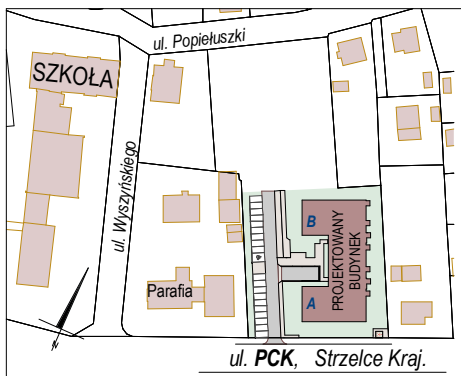 ul. Popiełuszki
SZKOŁA
ul. Wyszyńskiego
B
PROJEKTOWANY
BUDYNEK
A
Parafia
N
ul. PCK, Strzelce Kraj.